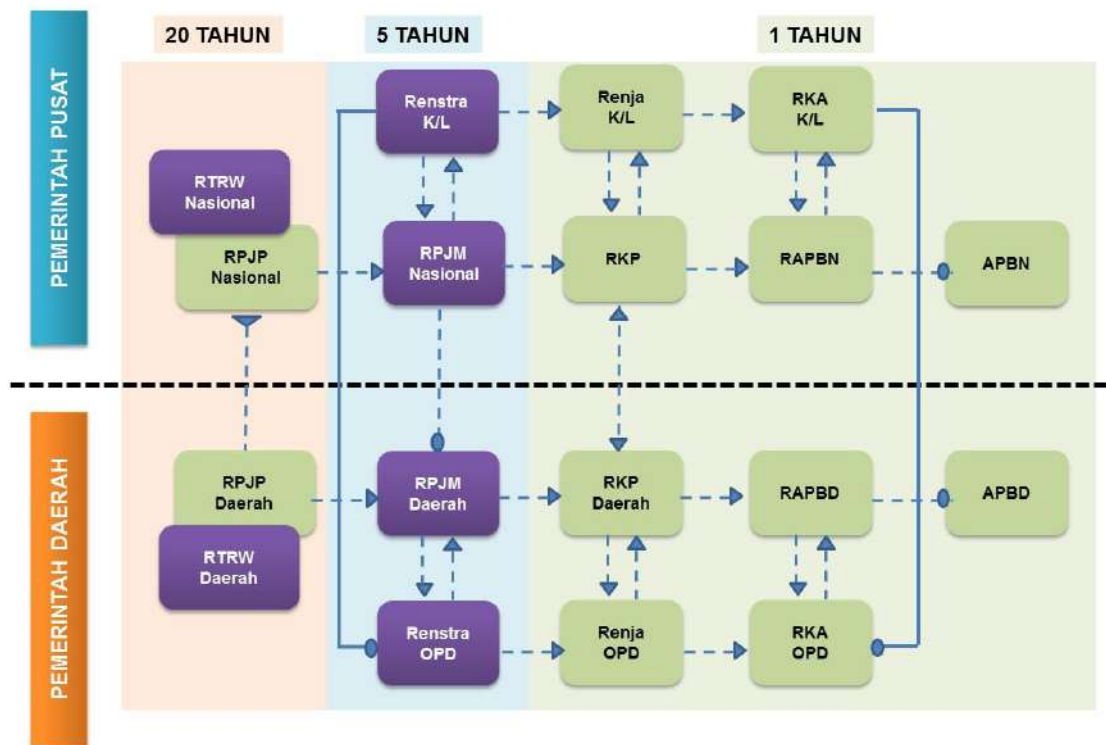 20 TAHUN
5 TAHUN
1 TAHUN
PEMERINTAH PUSAT
Renstra
K/L
Renja
K/L
RKA
K/L
RTRW
Nasional
RPJP
Nasional
RPJM
Nasional
RKP
RAPBN
APBN
PEMERINTAH DAERAH
RPJP
Daerah
RPJM
Daerah
RKP
Daerah
RAPBD
APBD
RTRW
Daerah
Renstra
OPD
Renja
OPD
RKA
OPD